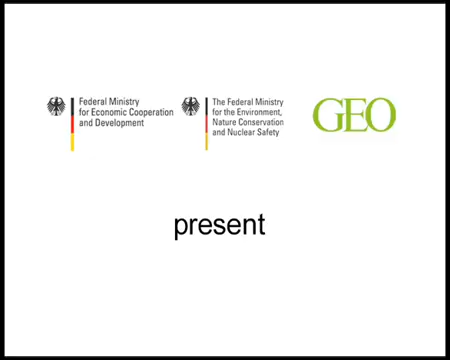 Federal Ministry
for Economic Cooperation
and Development
The Federal Ministry
for the Environment,
Nature Conservation
and Nuclear Safety
GEO
present